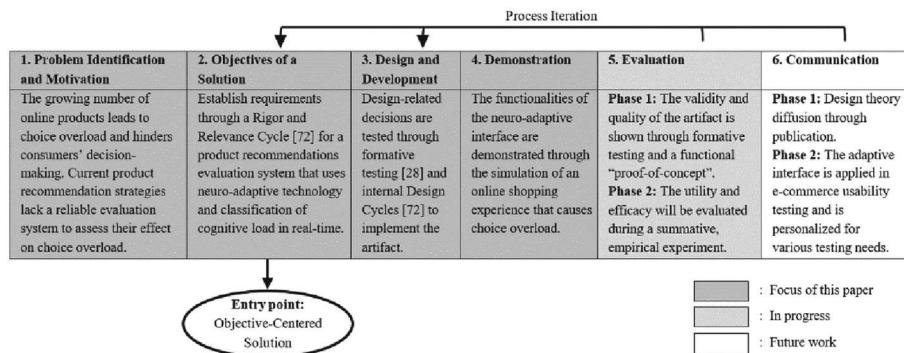 Process Iteration
1. Problem Identification
and Motivation
The growing number of
online products leads to
choice overload and hinders
consumers’ decision-
making. Current product
recommendation strategies
lack a reliable evaluation
system to assess their effect
on choice overload.
2. Objectives of a
Solution
Establish requirements
through a Rigor and
Relevance Cycle [72] for a
product recommendations
evaluation system that uses
neuro-adaptive technology
and classification of
cognitive load in real-time.
3. Design and
Development
Design-related
decisions are
tested through
formative
testing [28] and
internal Design
Cycles [72] to
implement the
artifact.
4. Demonstration
The functionalities of
the neuro-adaptive
interface are
demonstrated through
the simulation of an
online shopping
experience that causes
choice overload.
5. Evaluation
Phase 1: The validity and
quality of the artifact is
shown through formative
testing and a functional
“proof-of-concept”.
Phase 2: The utility and
efficacy will be evaluated
during a summative,
empirical experiment.
6. Communication
Phase 1: Design theory
diffusion through
publication.
Phase 2: The adaptive
interface is applied in
e-commerce usability
testing and is
personalized for
various testing needs.
Entry point:
Objective-Centered
Solution
: Focus of this paper
: In progress
: Future work